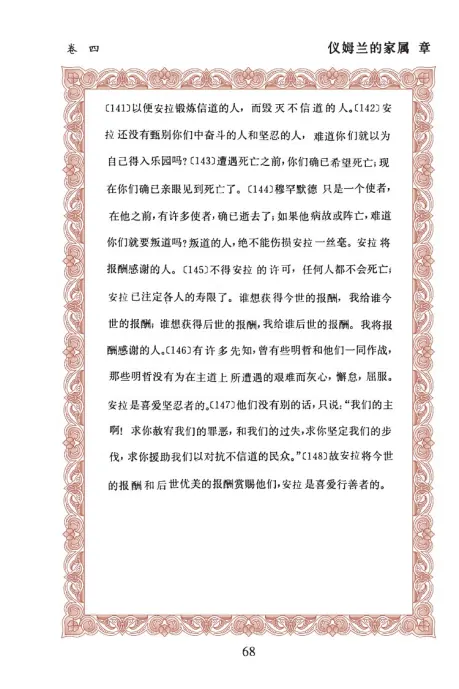 卷 四
仪姆兰的家属 章
〔141〕以便安拉锻炼信道的人，而毁灭不信道的人。〔142〕安
拉还没有甄别你们中奋斗的人和坚忍的人，难道你们就以为
自己得入乐园吗？〔143〕遭遇死亡之前，你们确已希望死亡；现
在你们确已亲眼见到死亡了。〔144〕穆罕默德 只是一个使者，
在他之前，有许多使者，确已逝去了；如果他病故或阵亡，难道
你们就要叛道吗？叛道的人，绝不能伤损安拉一丝毫。安拉将
报酬感谢的人。〔145〕不得安拉 的许可，任何人都不会死亡；
安拉已注定各人的寿限了。谁想获得今世的报酬，我给谁今
世的报酬；谁想获得后世的报酬，我给谁后世的报酬。我将报
酬感谢的人。〔146〕有许多先知，曾有些明哲和他们一同作战，
那些明哲没有为在主道上所遭遇的艰难而灰心，懈怠，屈服。
安拉是喜爱坚忍者的。〔147〕他们没有别的话，只说：“我们的主
啊！求你赦宥我们的罪恶，和我们的过失，求你坚定我们的步
伐，求你援助我们以对抗不信道的民众。”〔148〕故安拉将今世
的报酬和后世优美的报酬赏赐他们，安拉是喜爱行善者的。
68